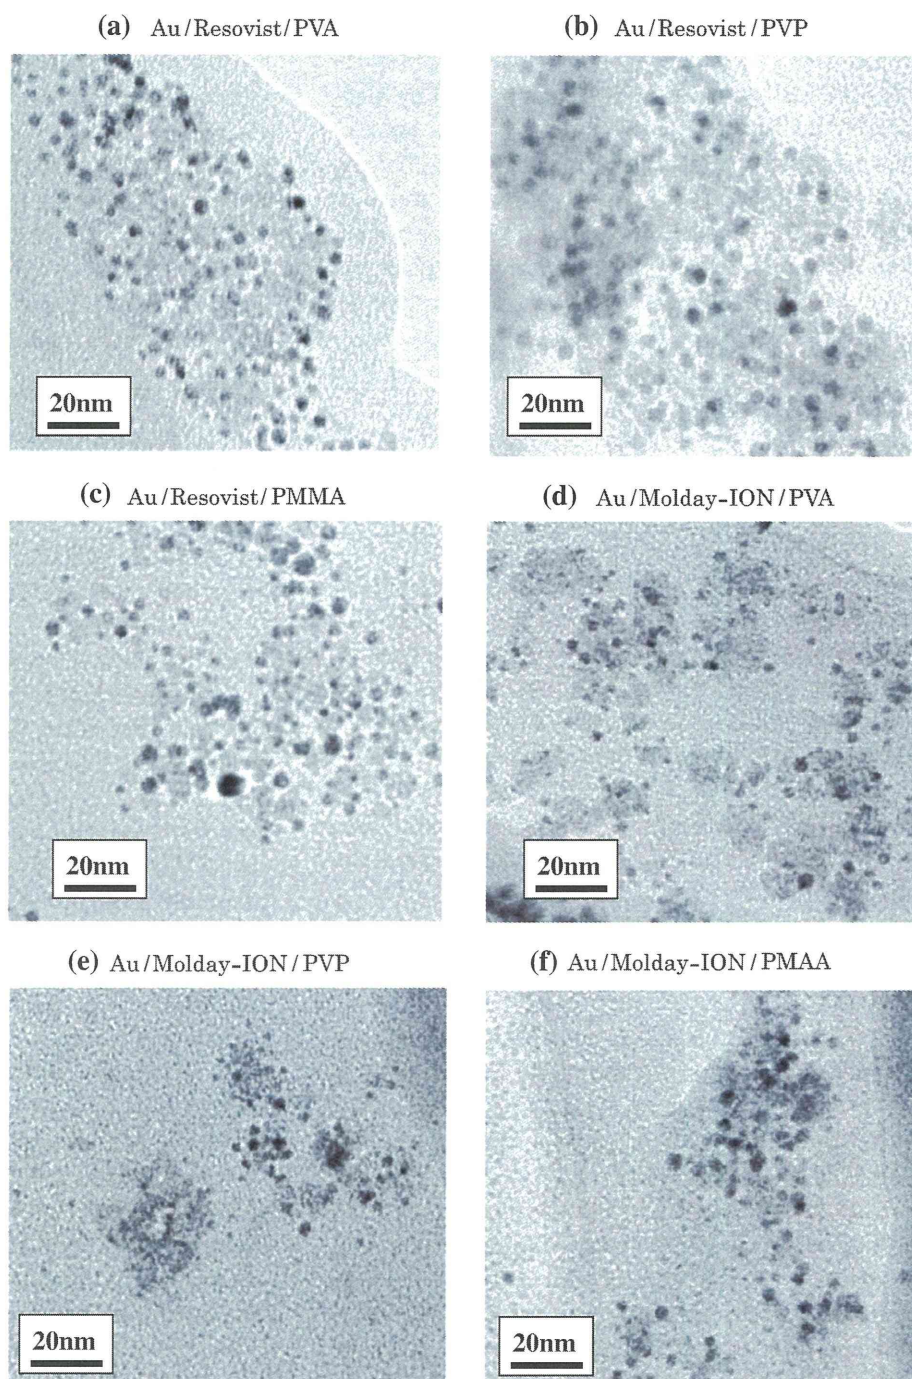 (a) Au/Resovist/PVA
(b) Au/Resovist/PVP
20nm
20nm
(c) Au/Resovist/PMMA
(d) Au/Molday-ION/PVA
20nm
20nm
(e) Au/Molday-ION/PVP
(f) Au/Molday-ION/PMAA
20nm
20nm